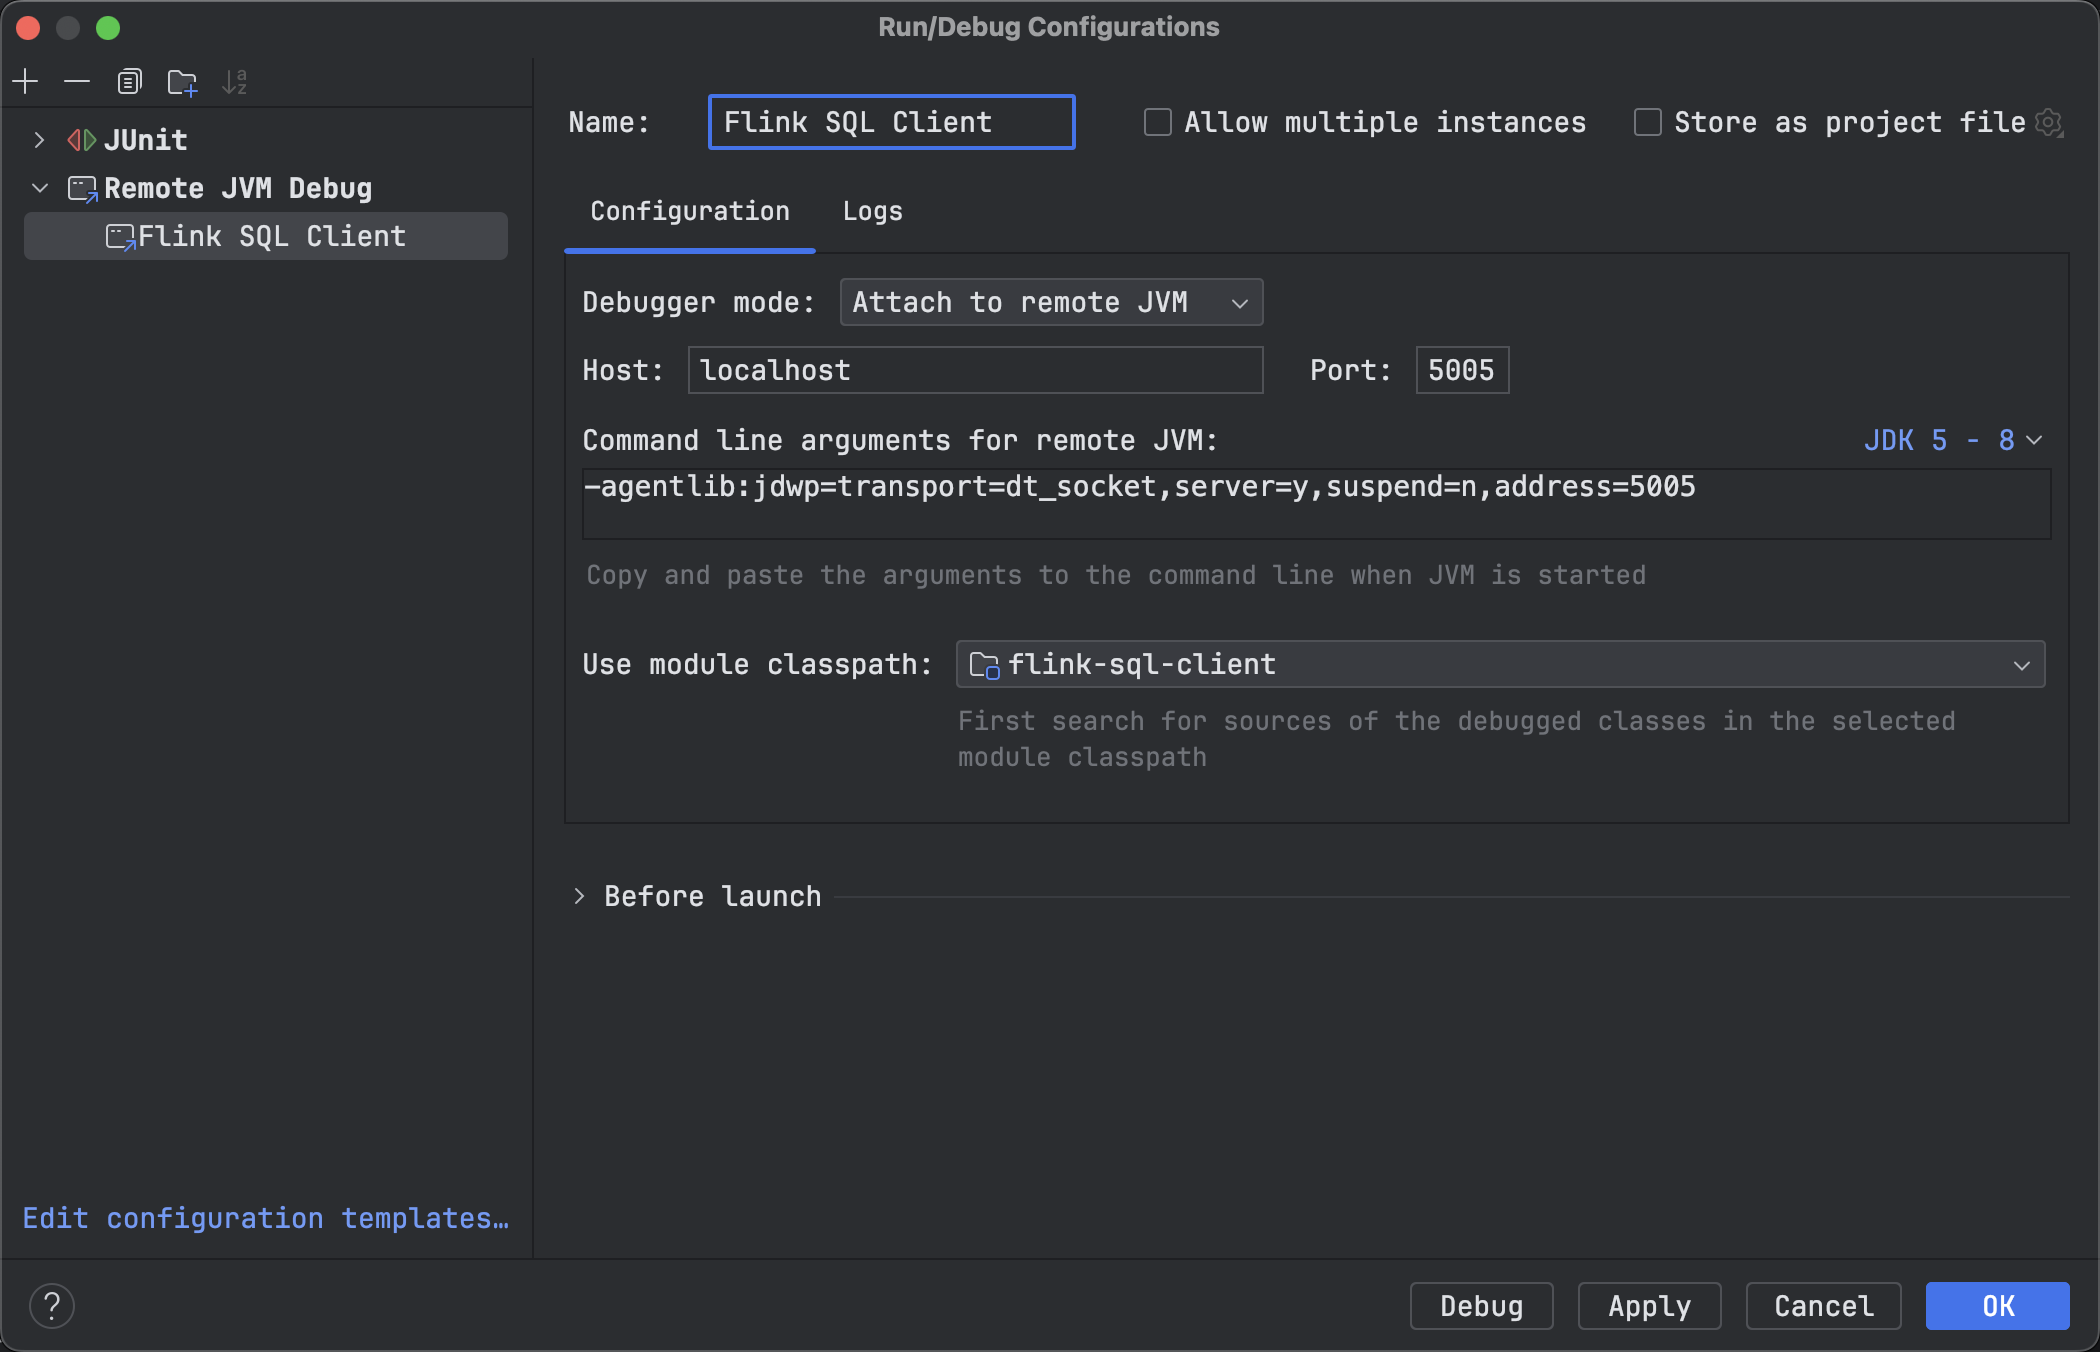 Run/Debug Configurations
JUnit
Remote JVM Debug
Flink SQL Client
Edit configuration templates…
Name: Flink SQL Client Allow multiple instances Store as project file
Configuration Logs
Debugger mode: Attach to remote JVM
Host: localhost Port: 5005
Command line arguments for remote JVM: JDK 5 - 8
-agentlib:jdwp=transport=dt_socket,server=y,suspend=n,address=5005
Copy and paste the arguments to the command line when JVM is started
Use module classpath: flink-sql-client
First search for sources of the debugged classes in the selected
module classpath
Before launch
? Debug Apply Cancel OK